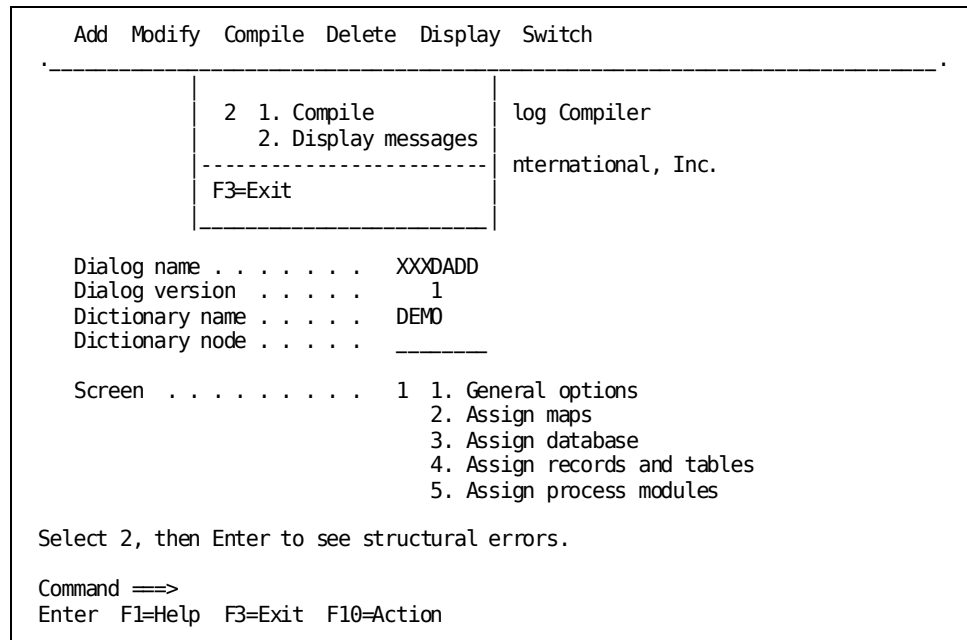 Add Modify Compile Delete Display Switch
2 1. Compile log Compiler
2. Display messages
nternational, Inc.
F3=Exit
Dialog name . . . . . . . XXXDADD
Dialog version . . . . . 1
Dictionary name . . . . . DEMO
Dictionary node . . . . . ________
Screen . . . . . . . . . 1 1. General options
2. Assign maps
3. Assign database
4. Assign records and tables
5. Assign process modules
Select 2, then Enter to see structural errors.
Command ===>
Enter F1=Help F3=Exit F10=Action